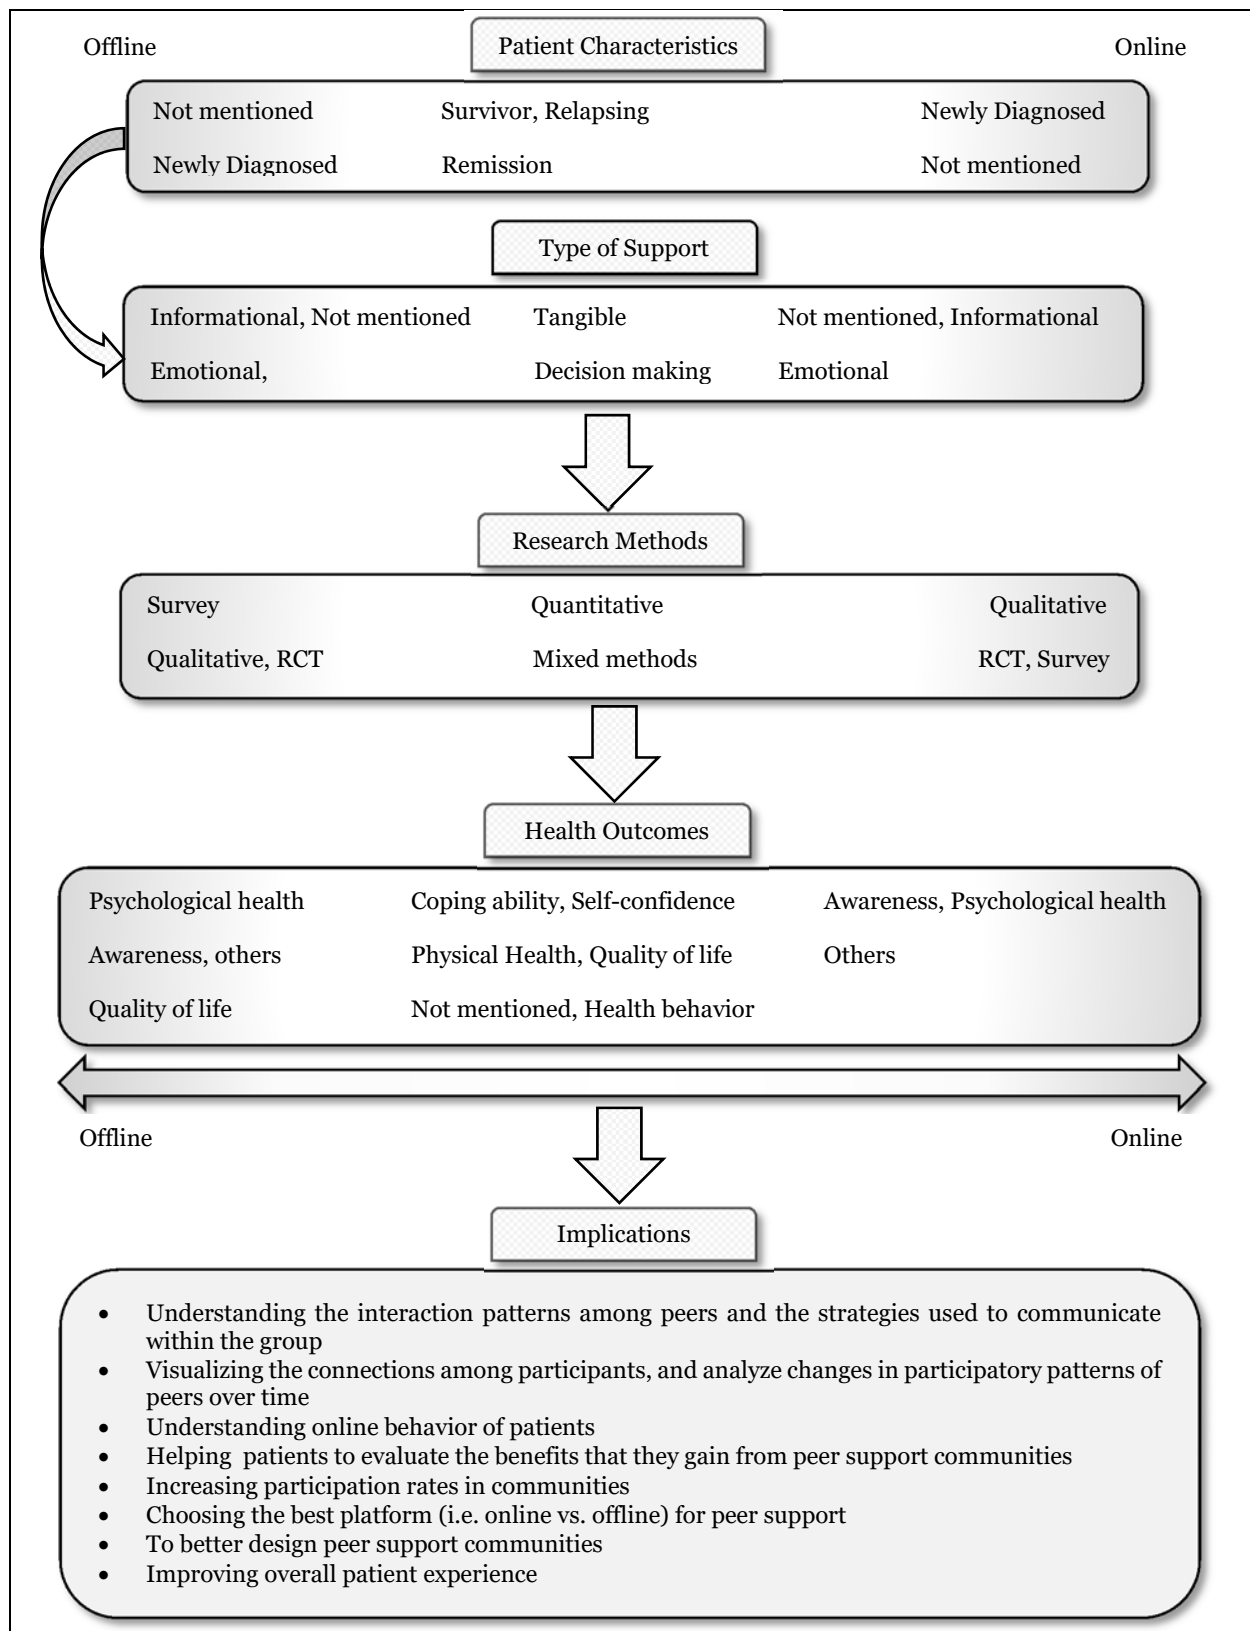 Offline Patient Characteristics Online
Not mentioned Survivor, Relapsing Newly Diagnosed
Newly Diagnosed Remission Not mentioned
Type of Support
Informational, Not mentioned Tangible Not mentioned, Informational
Emotional, Decision making Emotional
Research Methods
Survey Quantitative Qualitative
Qualitative, RCT Mixed methods RCT, Survey
Health Outcomes
Psychological health Coping ability, Self-confidence Awareness, Psychological health
Awareness, others Physical Health, Quality of life Others
Quality of life Not mentioned, Health behavior
Offline Online
Implications
• Understanding the interaction patterns among peers and the strategies used to communicate
within the group
• Visualizing the connections among participants, and analyze changes in participatory patterns of
peers over time
• Understanding online behavior of patients
• Helping patients to evaluate the benefits that they gain from peer support communities
• Increasing participation rates in communities
• Choosing the best platform (i.e. online vs. offline) for peer support
• To better design peer support communities
• Improving overall patient experience